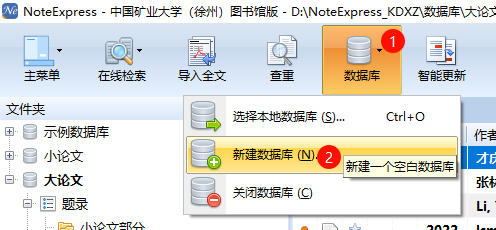 NoteExpress - 中国矿业大学（徐州）图书馆版 - D:\NoteExpress_KDXZ\数据库\大论文
主菜单 在线检索 导入全文 查重 数据库 智能更新
1
文件夹
选择本地数据库 (S)... Ctrl+O
作者
示例数据库
新建数据库 (N)...
2
新建一个空白数据库
小论文
大论文
关闭数据库 (C)
张林
题录
Li,
小论文部分
2022